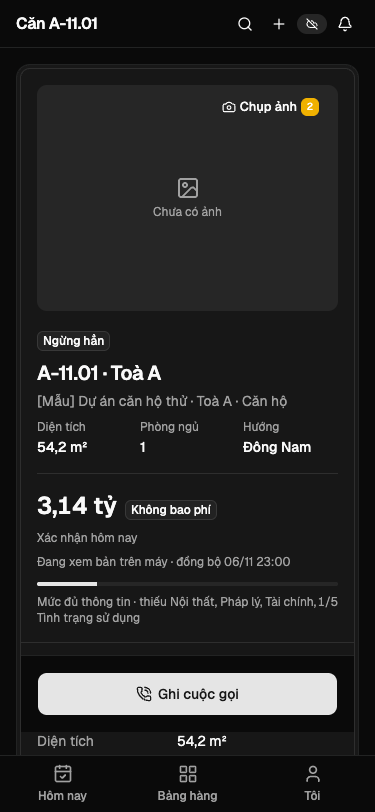 Căn A-11.01
Chụp ảnh 2
Chưa có ảnh
Ngừng hẳn
A-11.01 · Toà A
[Mẫu] Dự án căn hộ thử · Toà A · Căn hộ
Diện tích Phòng ngủ Hướng
54,2 m² 1 Đông Nam
3,14 tỷ Không bao phí
Xác nhận hôm nay
Đang xem bản trên máy · đồng bộ 06/11 23:00
Mức đủ thông tin · thiếu Nội thất, Pháp lý, Tài chính, 1/5
Tình trạng sử dụng
Ghi cuộc gọi
Diện tích 54,2 m²
Hôm nay Bảng hàng Tôi